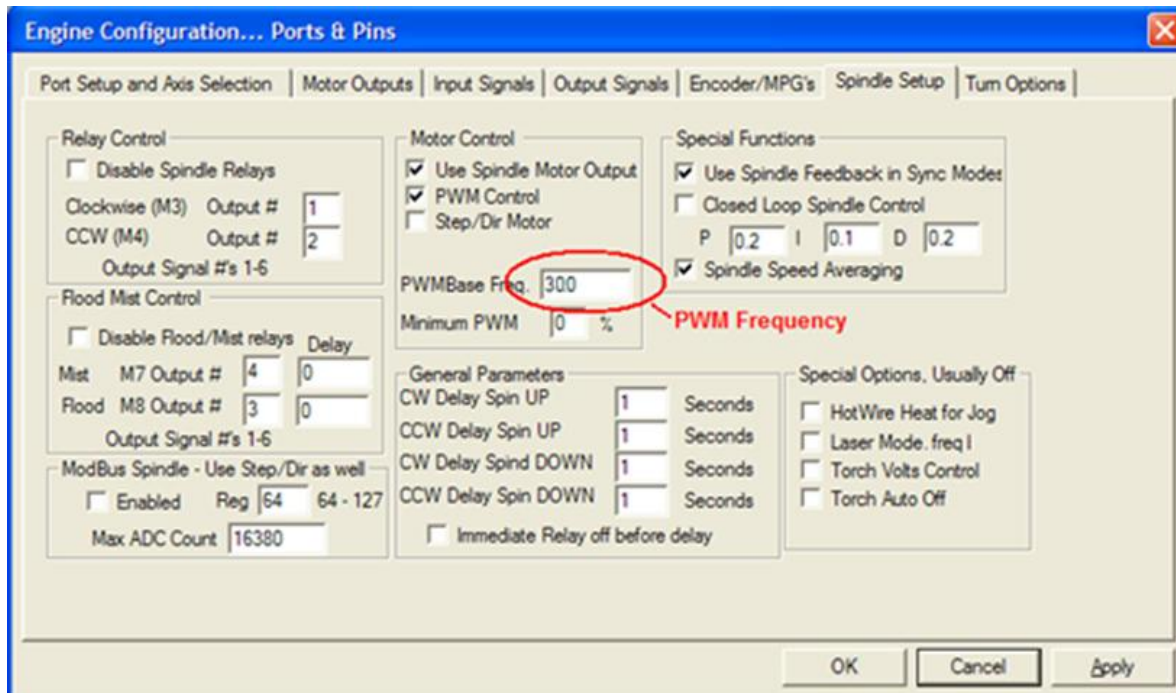 Engine Configuration... Ports & Pins
Port Setup and Axis Selection
Motor Outputs
Input Signals
Output Signals
Encoder/MPG's
Spindle Setup
Turn Options
Relay Control
Disable Spindle Relays
Clockwise (M3) Output # 1
CCW (M4) Output # 2
Output Signal #'s 1-6
Flood Mist Control
Disable Flood/Mist relays Delay
Mist M7 Output # 4 0
Flood M8 Output # 3 0
Output Signal #'s 1-6
ModBus Spindle - Use Step/Dir as well
Enabled Reg 64 64 - 127
Max ADC Count 16380
Motor Control
Use Spindle Motor Output
PWM Control
Step/Dir Motor
PWMBase Freq. 300
Minimum PWM 0 %
PWM Frequency
General Parameters
CW Delay Spin UP 1 Seconds
CCW Delay Spin UP 1 Seconds
CW Delay Spind DOWN 1 Seconds
CCW Delay Spin DOWN 1 Seconds
Immediate Relay off before delay
Special Functions
Use Spindle Feedback in Sync Modes
Closed Loop Spindle Control
P 0.2 I 0.1 D 0.2
Spindle Speed Averaging
Special Options, Usually Off
HotWire Heat for Jog
Laser Mode. freq I
Torch Volts Control
Torch Auto Off
OK
Cancel
Apply